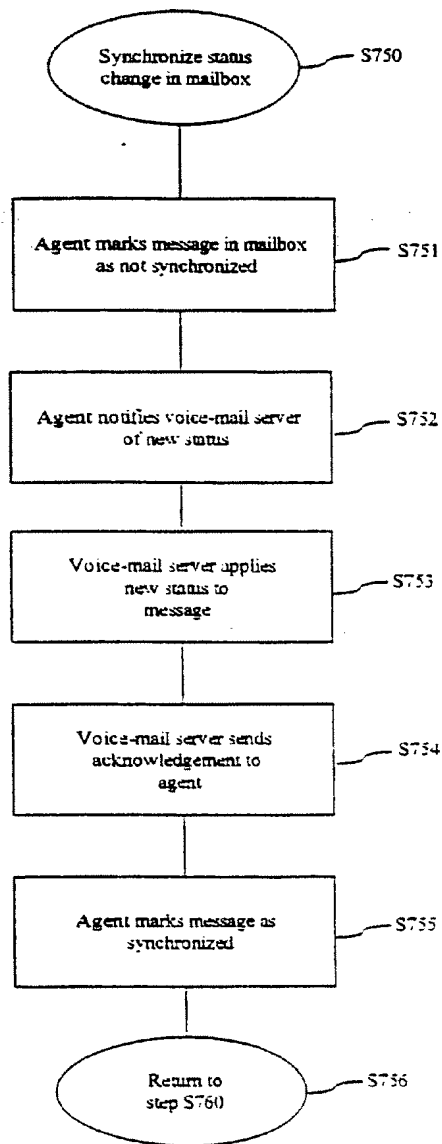 Synchronize status
change in mailbox
S750
Agent marks message in mailbox
as not synchronized
S751
Agent notifies voice-mail server
of new status
S752
Voice-mail server applies
new status to
message
S753
Voice-mail server sends
acknowledgement to
agent
S754
Agent marks message as
synchronized
S755
Return to
step S760
S756